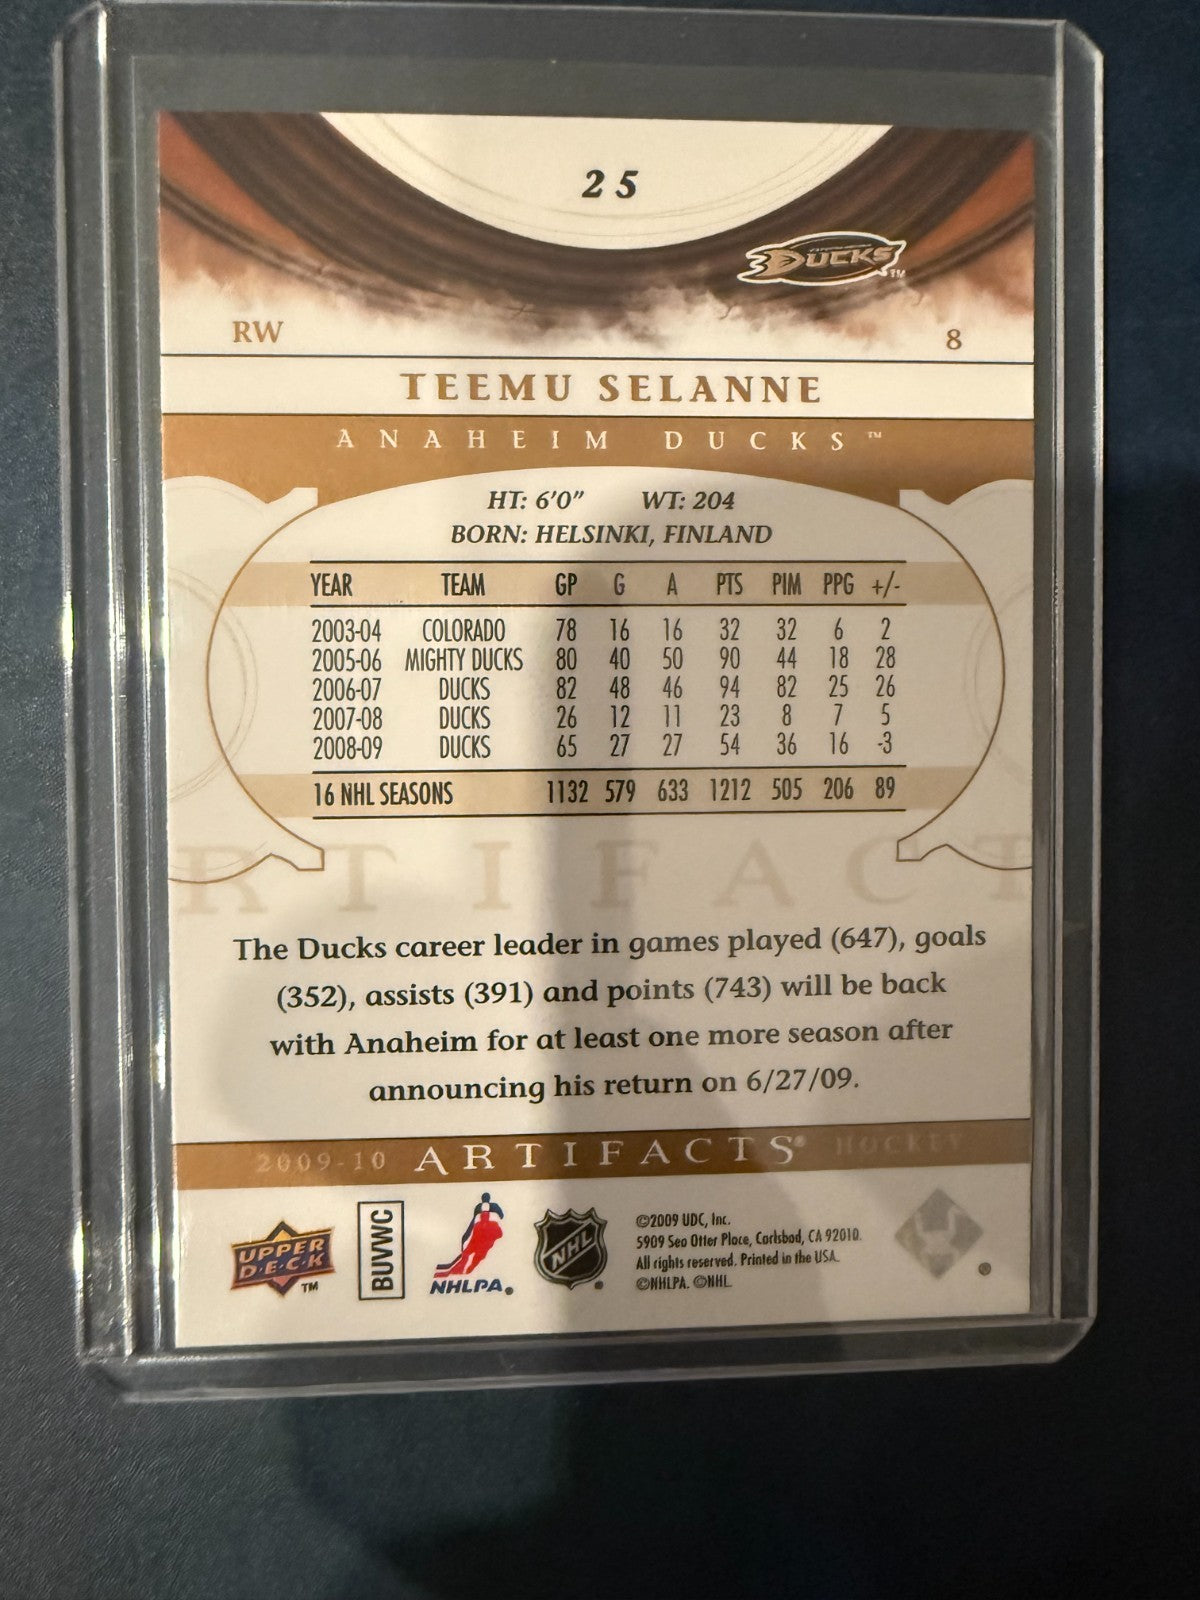 25
DUCKS TM
RW 8
TEEMU SELANNE
ANAHEIM DUCKS™
HT: 6'0" WT: 204
BORN: HELSINKI, FINLAND
YEAR TEAM GP G A PTS PIM PPG +/-
2003-04 COLORADO 78 16 16 32 32 6 2
2005-06 MIGHTY DUCKS 80 40 50 90 44 18 28
2006-07 DUCKS 82 48 46 94 82 25 26
2007-08 DUCKS 26 12 11 23 8 7 5
2008-09 DUCKS 65 27 27 54 36 16 -3
16 NHL SEASONS 1132 579 633 1212 505 206 89
RTIFACT
The Ducks career leader in games played (647), goals
(352), assists (391) and points (743) will be back
with Anaheim for at least one more season after
announcing his return on 6/27/09.
2009-10 ARTIFACTS® HOCKEY
UPPER
DECK
TM
BUVWC
NHLPA®
NHL®
©2009 UDC, Inc.
5909 Sea Otter Place, Carlsbad, CA 92010.
All rights reserved. Printed in the USA.
©NHLPA. ©NHL.